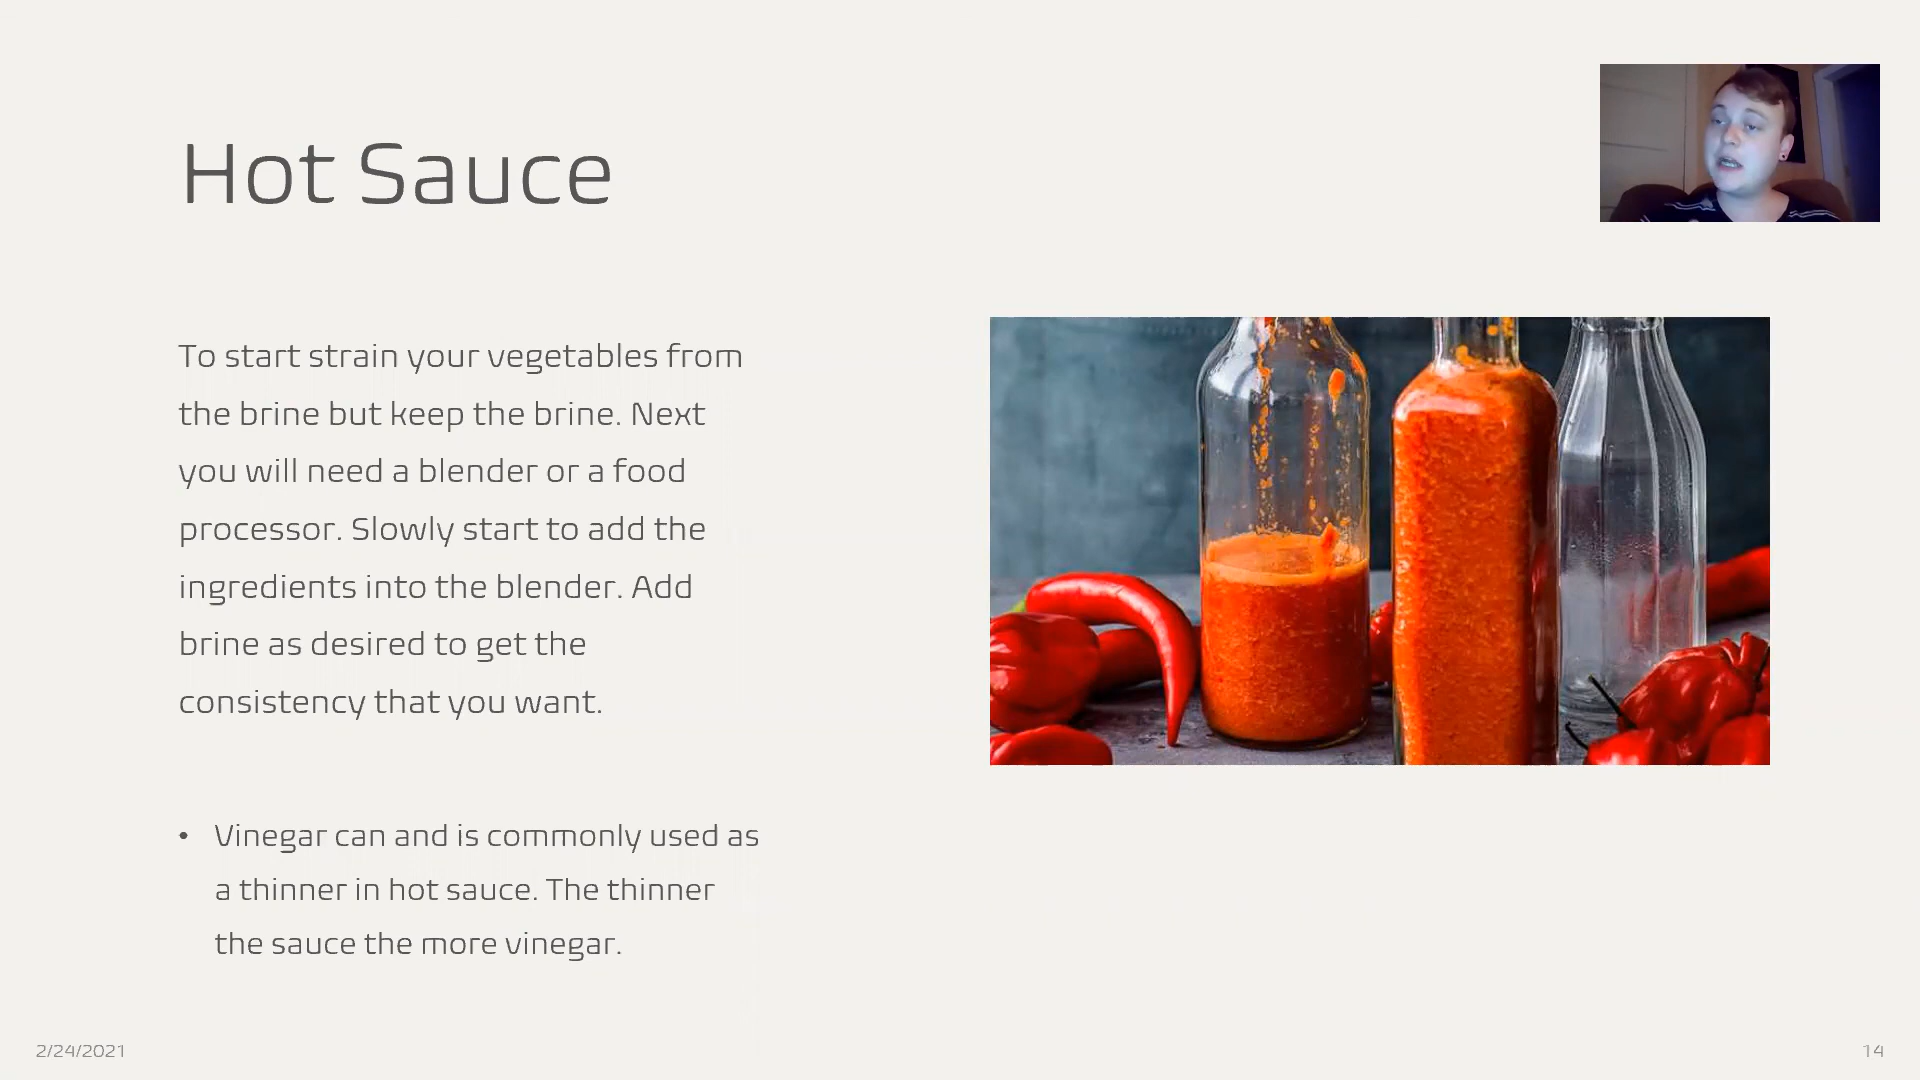 Hot Sauce
To start strain your vegetables from
the brine but keep the brine. Next
you will need a blender or a food
processor. Slowly start to add the
ingredients into the blender. Add
brine as desired to get the
consistency that you want.
• Vinegar can and is commonly used as
a thinner in hot sauce. The thinner
the sauce the more vinegar.
2/24/2021
14